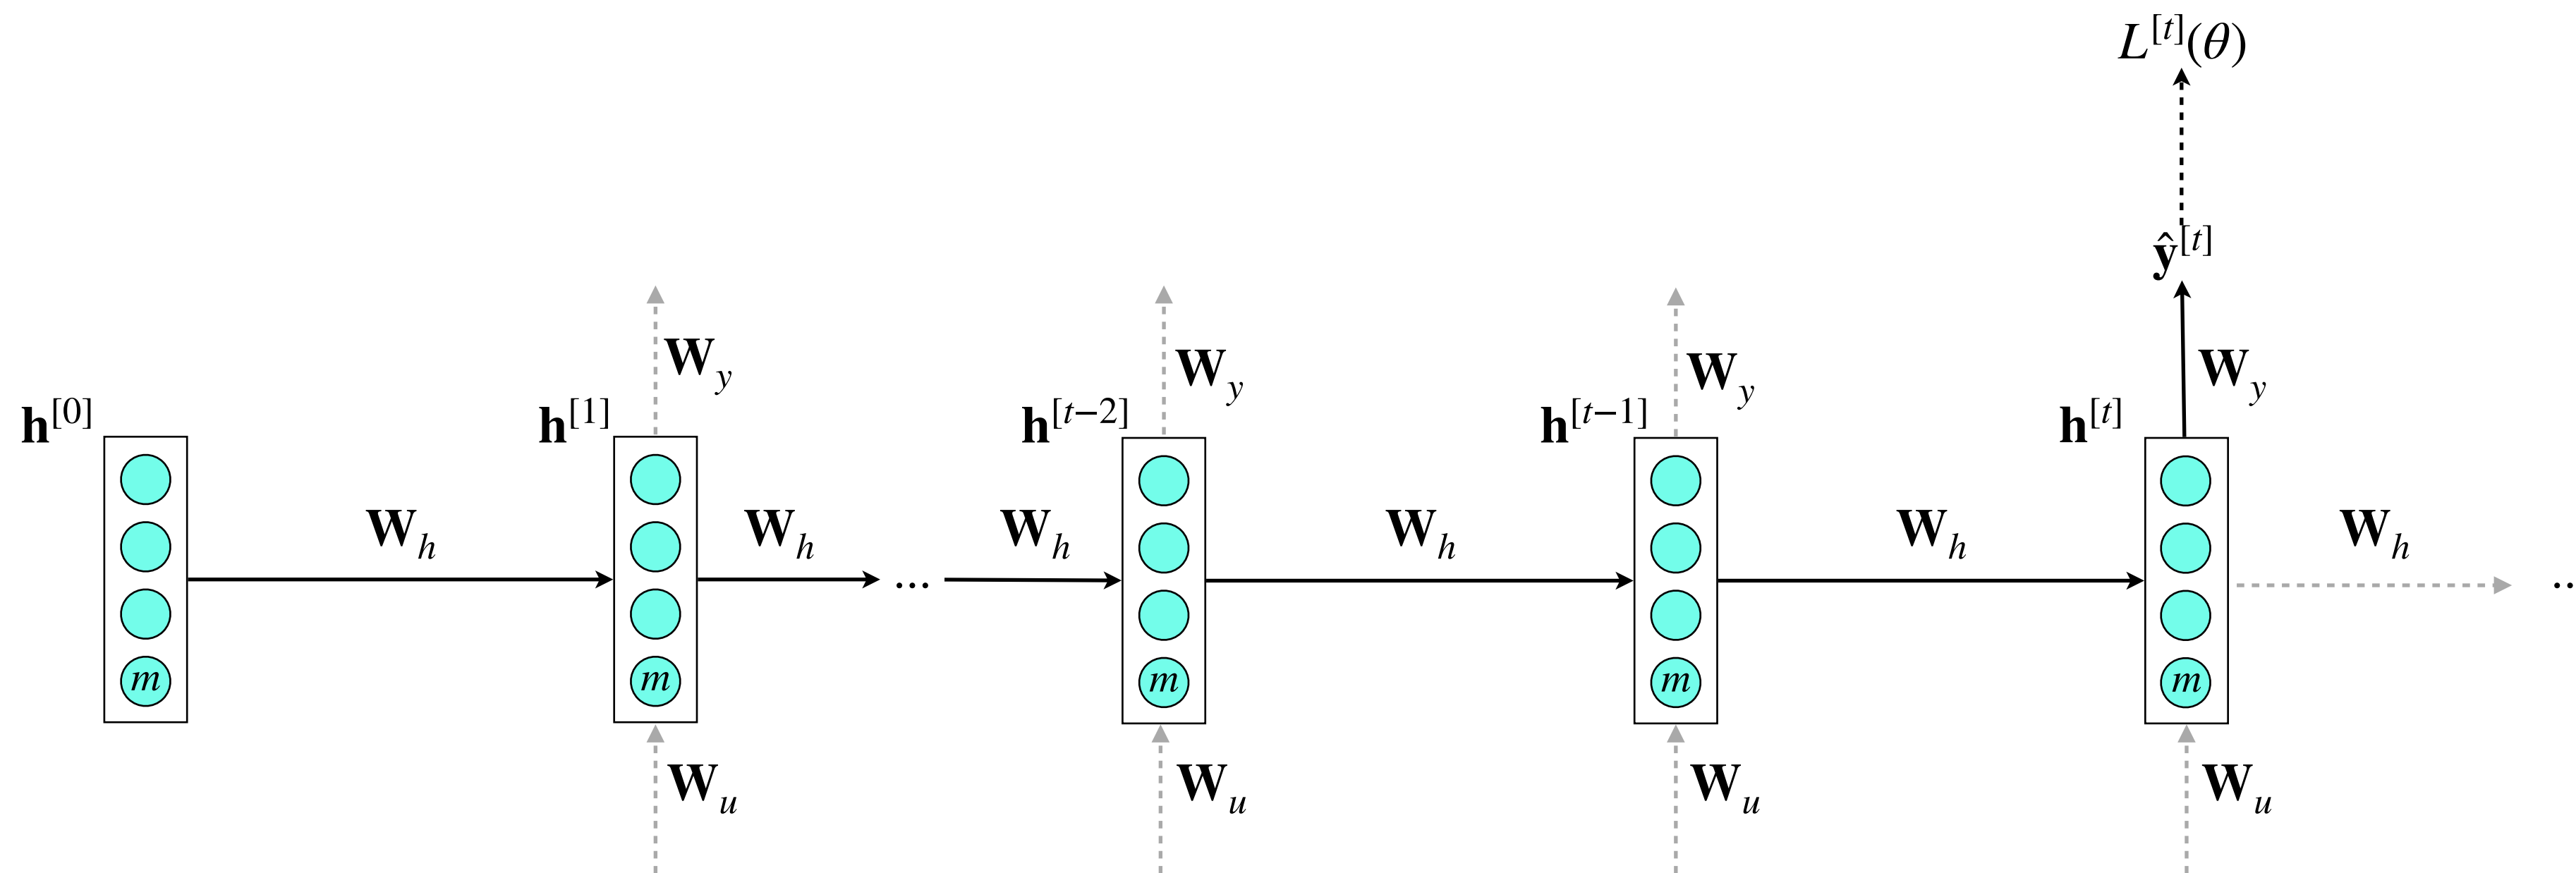 L^{[t]}(θ)
ŷ^{[t]}
W_y W_y W_y W_y
h^{[0]} h^{[1]} h^{[t−2]} h^{[t−1]} h^{[t]}
W_h W_h ... W_h W_h W_h W_h ..
m m m m m
W_u W_u W_u W_u